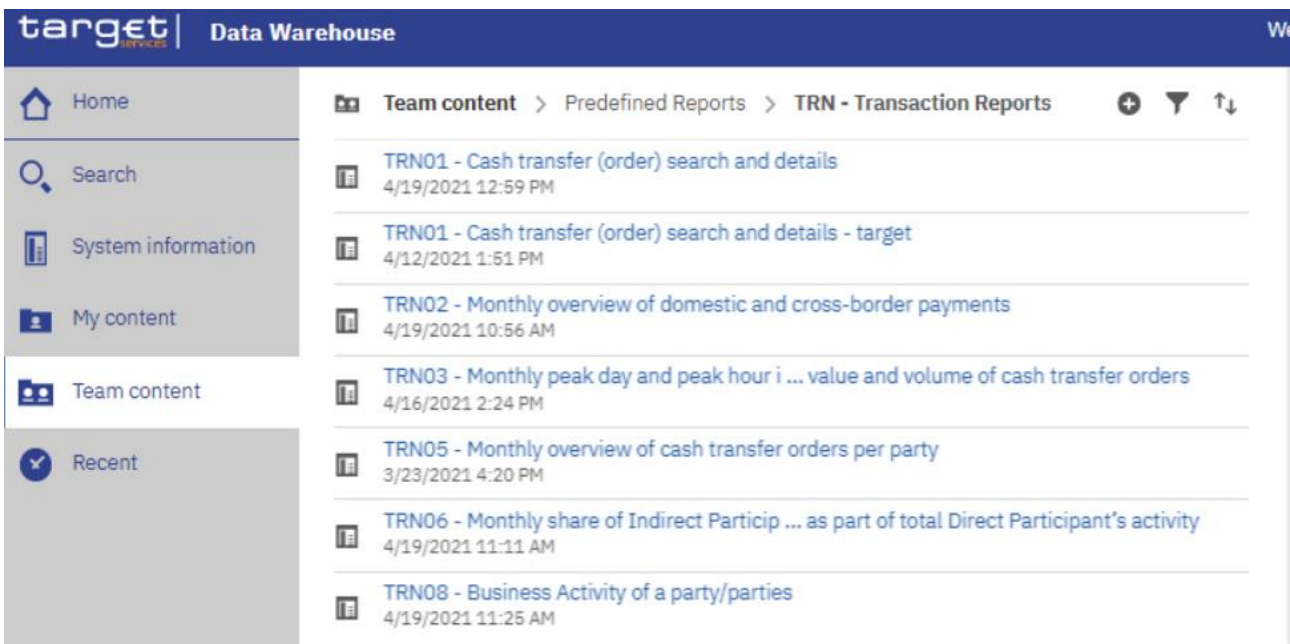 target| Data Warehouse We
services
Home
Search
System information
My content
Team content
Recent
Team content > Predefined Reports > TRN - Transaction Reports
TRN01 - Cash transfer (order) search and details
4/19/2021 12:59 PM
TRN01 - Cash transfer (order) search and details - target
4/12/2021 1:51 PM
TRN02 - Monthly overview of domestic and cross-border payments
4/19/2021 10:56 AM
TRN03 - Monthly peak day and peak hour i ... value and volume of cash transfer orders
4/16/2021 2:24 PM
TRN05 - Monthly overview of cash transfer orders per party
3/23/2021 4:20 PM
TRN06 - Monthly share of Indirect Particip ... as part of total Direct Participant's activity
4/19/2021 11:11 AM
TRN08 - Business Activity of a party/parties
4/19/2021 11:25 AM